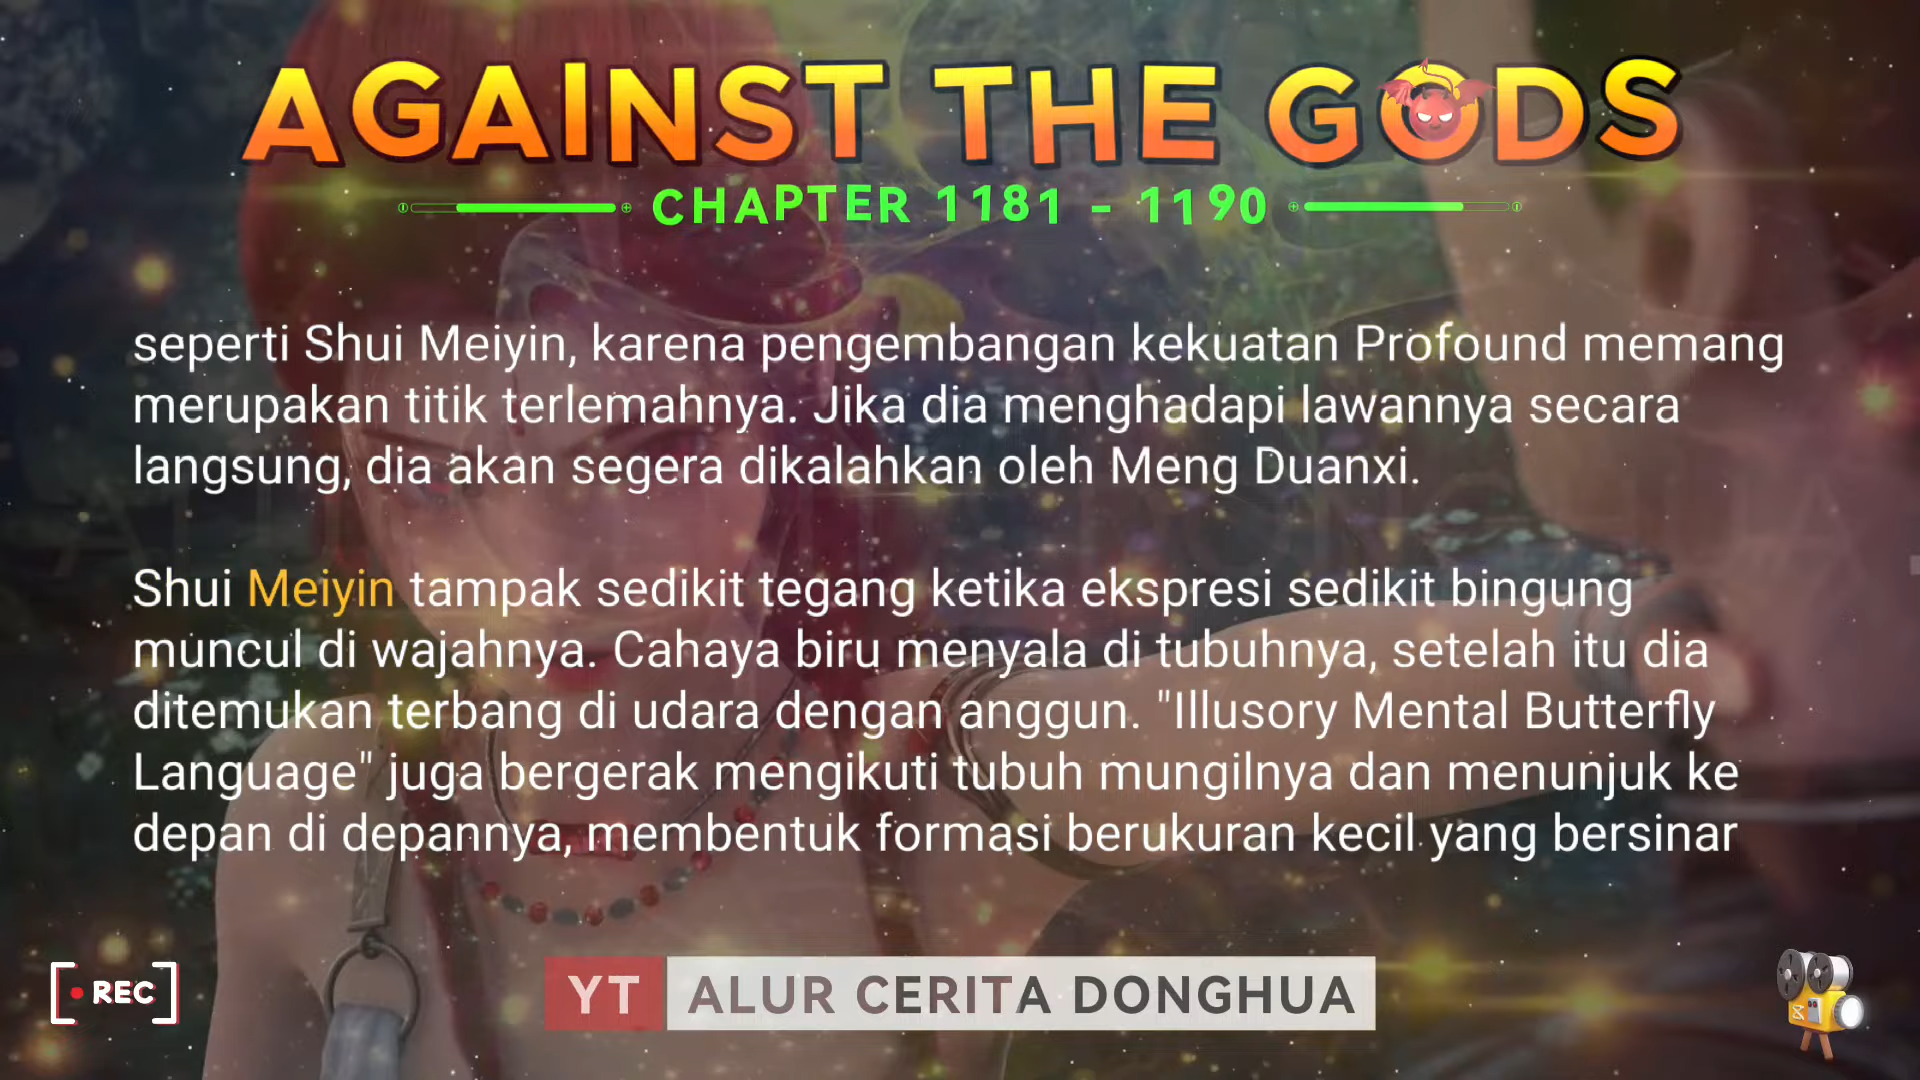 AGAINST THE GODS
CHAPTER 1181 - 1190
seperti Shui Meiyin, karena pengembangan kekuatan Profound memang
merupakan titik terlemahnya. Jika dia menghadapi lawannya secara
langsung, dia akan segera dikalahkan oleh Meng Duanxi.
Shui Meiyin tampak sedikit tegang ketika ekspresi sedikit bingung
muncul di wajahnya. Cahaya biru menyala di tubuhnya, setelah itu dia
ditemukan terbang di udara dengan anggun. "Illusory Mental Butterfly
Language" juga bergerak mengikuti tubuh mungilnya dan menunjuk ke
depan di depannya, membentuk formasi berukuran kecil yang bersinar
REC
YT ALUR CERITA DONGHUA